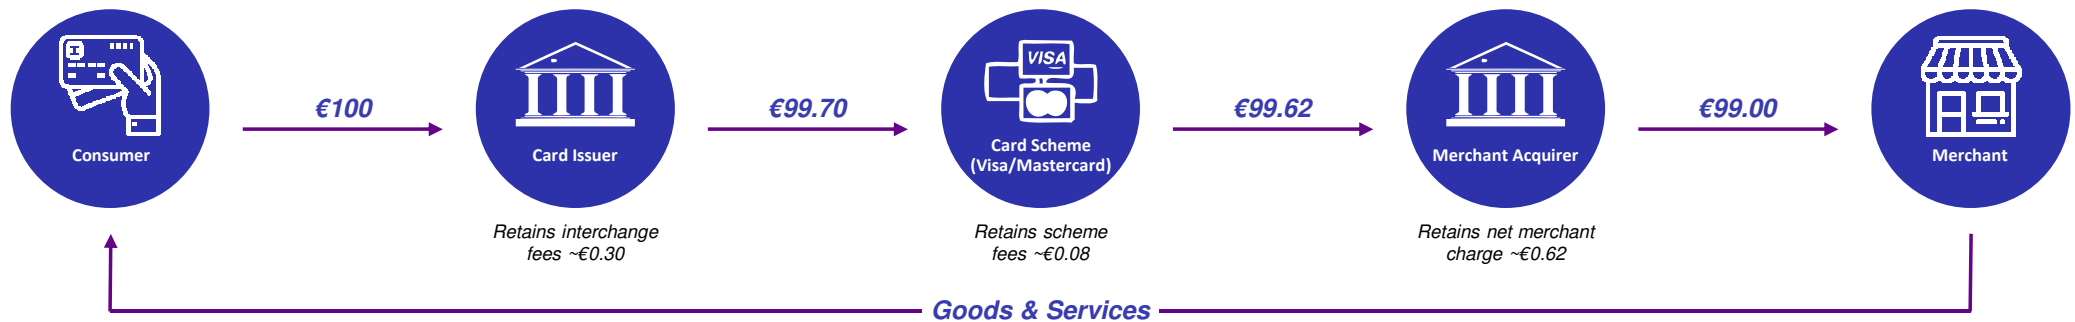 €100
€99.70
€99.62
€99.00
VISA
Consumer
Card Issuer
Card Scheme
(Visa/Mastercard)
Merchant Acquirer
Merchant
Retains interchange
fees ~€0.30
Retains scheme
fees ~€0.08
Retains net merchant
charge ~€0.62
Goods & Services